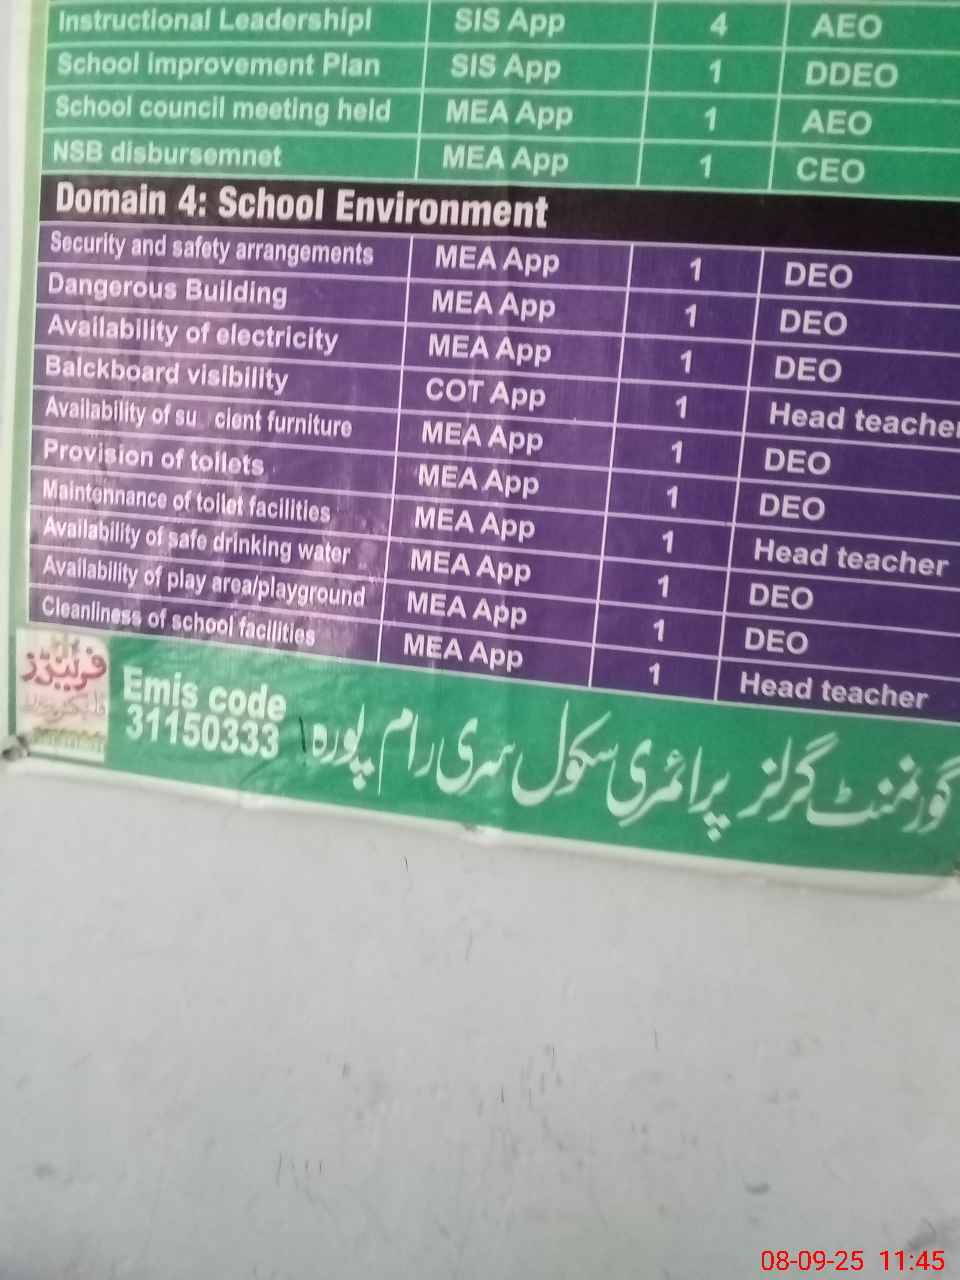 Instructional Leadershipl SIS App 4 AEO
School improvement Plan SIS App 1 DDEO
School council meeting held MEA App 1 AEO
NSB disbursemnet MEA App 1 CEO
Domain 4: School Environment
Security and safety arrangements MEA App 1 DEO
Dangerous Building MEA App 1 DEO
Availability of electricity MEA App 1 DEO
Balckboard visibility COT App 1 Head teacher
Availability of su cient furniture MEA App 1 DEO
Provision of tollets MEA App 1 DEO
Maintennance of toilet facilities MEA App 1 Head teacher
Availability of safe drinking water MEA App 1 DEO
Availability of play area/playground MEA App 1 DEO
Cleanliness of school facilities MEA App 1 Head teacher
فرینڈز
Emis code
31150333
گورنمنٹ گرلز پرائمری سکول سری رام پورہ
08-09-25 11:45